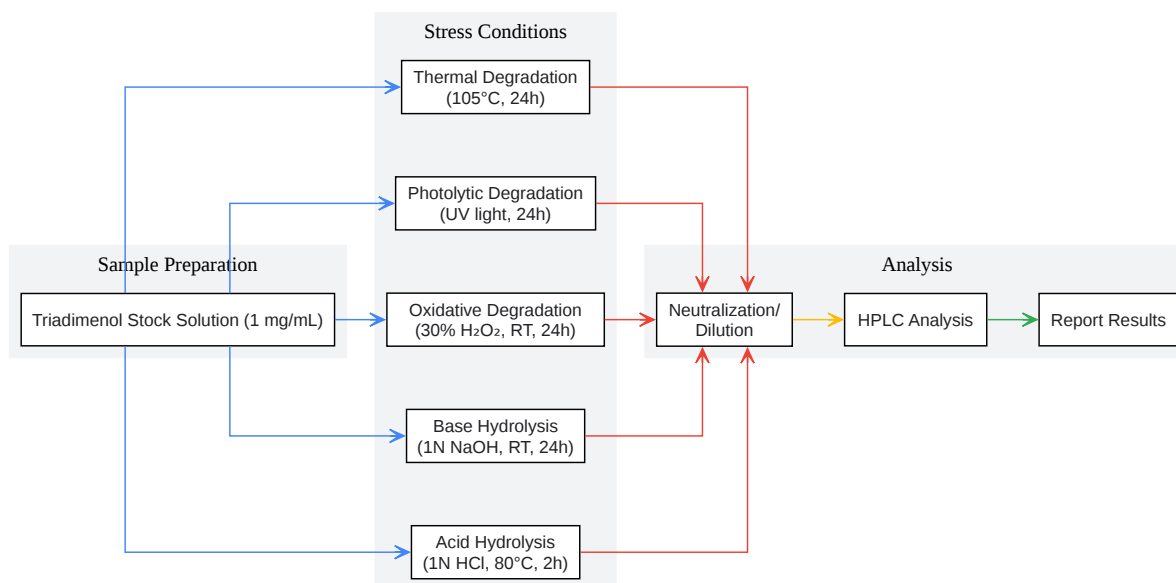 Stress Conditions
Thermal Degradation
(105°C, 24h)
Photolytic Degradation
(UV light, 24h)
Sample Preparation
Analysis
Triadimenol Stock Solution (1 mg/mL)
Oxidative Degradation
(30% H₂O₂, RT, 24h)
Neutralization/
Dilution
HPLC Analysis
Report Results
Base Hydrolysis
(1N NaOH, RT, 24h)
Acid Hydrolysis
(1N HCl, 80°C, 2h)